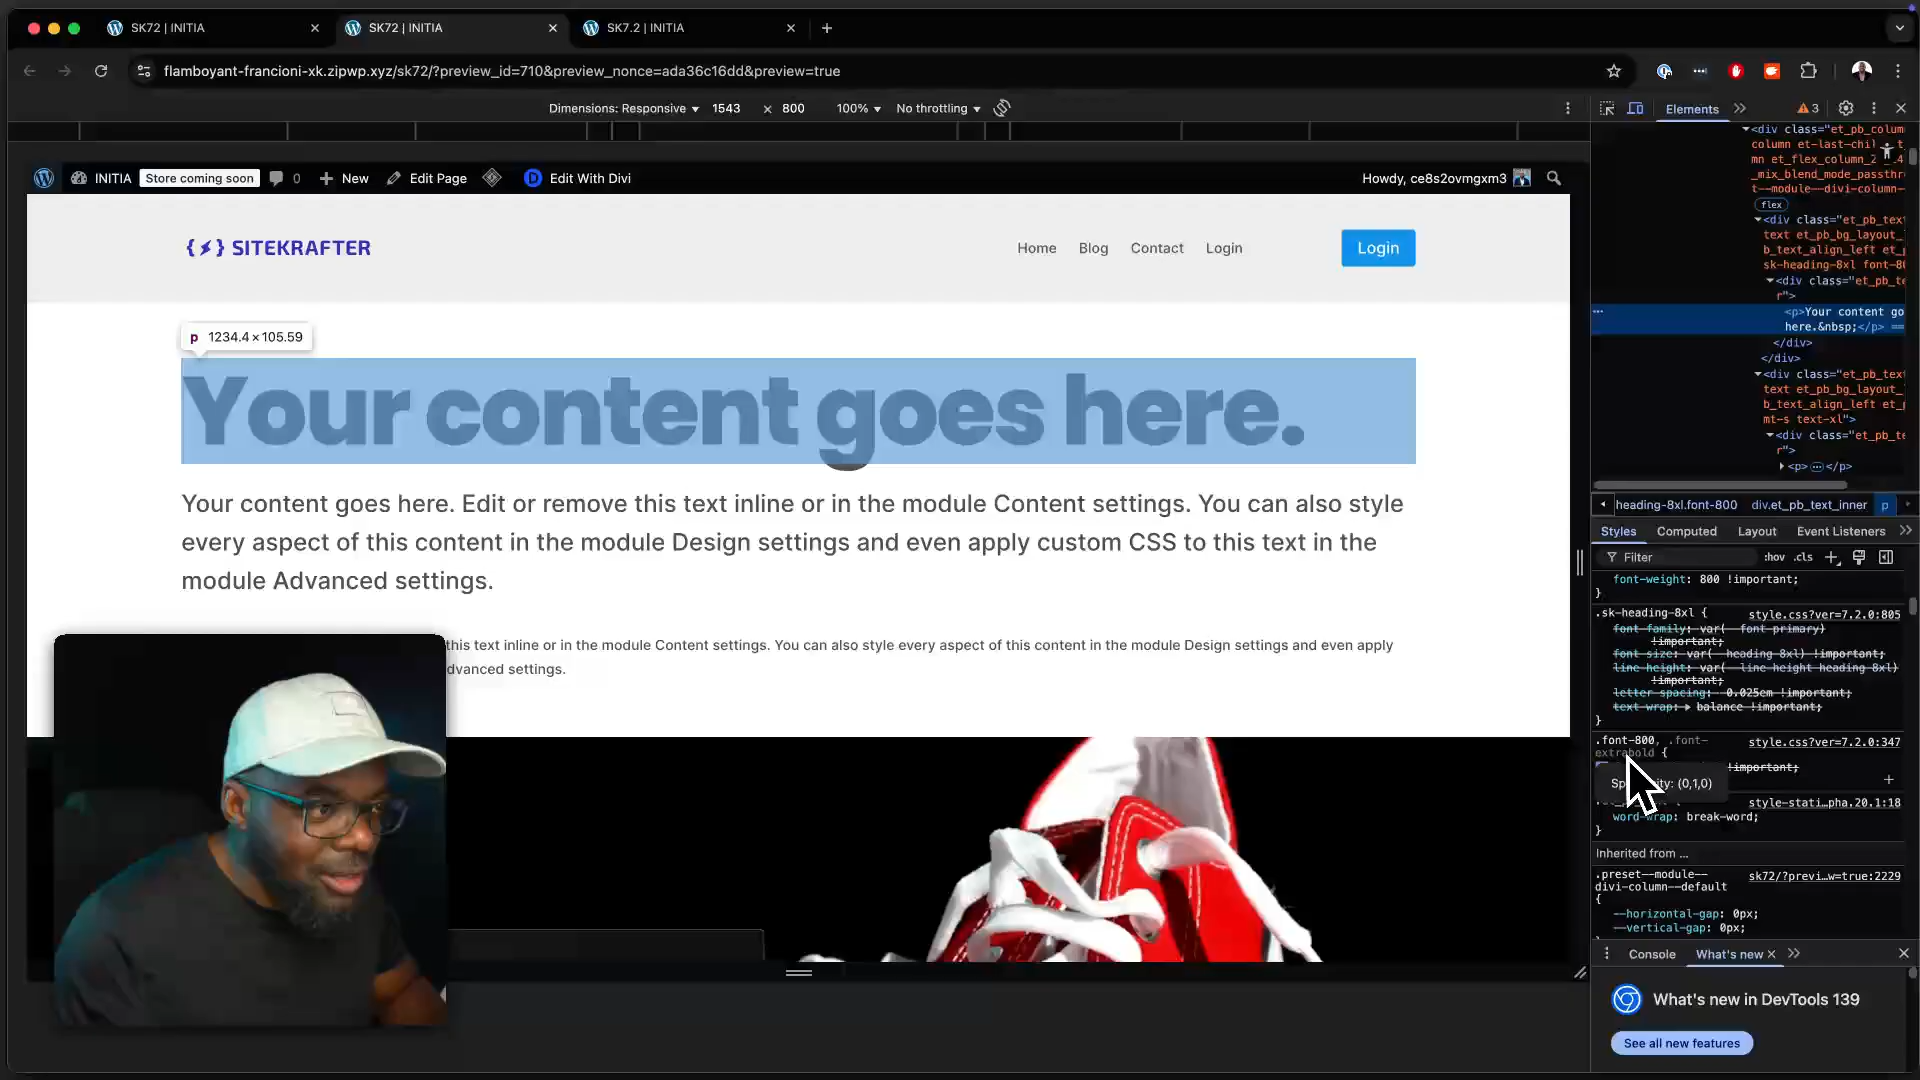 SK72 | INITIA
SK72 | INITIA
SK7.2 | INITIA
flamboyant-francioni-xk.zipwp.xyz/sk72/?preview_id=710&preview_nonce=ada36c16dd&preview=true
Dimensions: Responsive
1543
×
800
100%
No throttling
Elements
3
INITIA
Store coming soon
0
New
Edit Page
Edit With Divi
Howdy, ce8s2ovmgxm3
{⚡} SITEKRAFTER
Home
Blog
Contact
Login
Login
p 1234.4 × 105.59
Your content goes here.
Your content goes here. Edit or remove this text inline or in the module Content settings. You can also style
every aspect of this content in the module Design settings and even apply custom CSS to this text in the
module Advanced settings.
this text inline or in the module Content settings. You can also style every aspect of this content in the module Design settings and even apply
dvanced settings.
<div class="et_pb_colum
column et-last-chil
mn et_flex_column_2
_mix_blend_mode_passthr
t--module--divi-column-
flex
<div class="et_pb_text
text et_pb_bg_layout_
b_text_align_left et_p
sk-heading-8xl font-80
<div class="et_pb_te
r">
<p>Your content go
here.&nbsp;</p> ==
</div>
</div>
<div class="et_pb_text
text et_pb_bg_layout_
b_text_align_left et_p
mt-s text-xl">
<div class="et_pb_te
r">
<p>…</p>
heading-8xl.font-800
div.et_pb_text_inner
p
Styles
Computed
Layout
Event Listeners
Filter
:hov
.cls
font-weight: 800 !important;
}
.sk-heading-8xl {
style.css?ver=7.2.0:805
font-family: var(--font-primary)
!important;
font-size: var(--heading-8xl) !important;
line-height: var(--line-height-heading-8xl)
!important;
letter-spacing: -0.025em !important;
text-wrap: balance !important;
}
.font-800, .font-
extrabold {
style.css?ver=7.2.0:347
!important;
(0,1,0)
style-stati…pha.20.1:18
word-wrap: break-word;
}
Inherited from …
.preset--module--
divi-column--default
{
sk72/?previ…w=true:2229
--horizontal-gap: 0px;
--vertical-gap: 0px;
Console
What's new
What's new in DevTools 139
See all new features